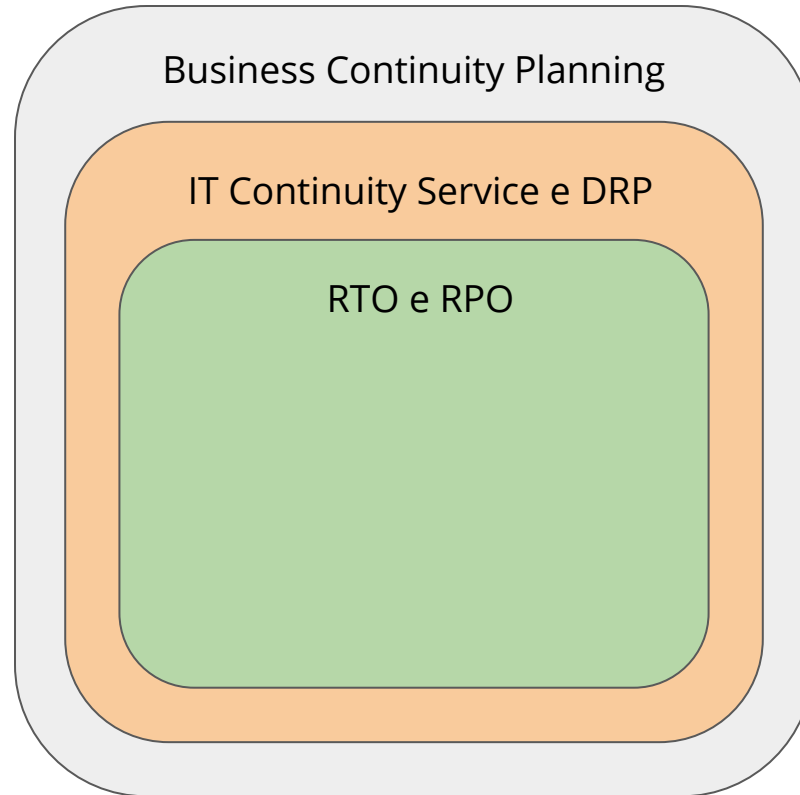 Business Continuity Planning
IT Continuity Service e DRP
RTO e RPO